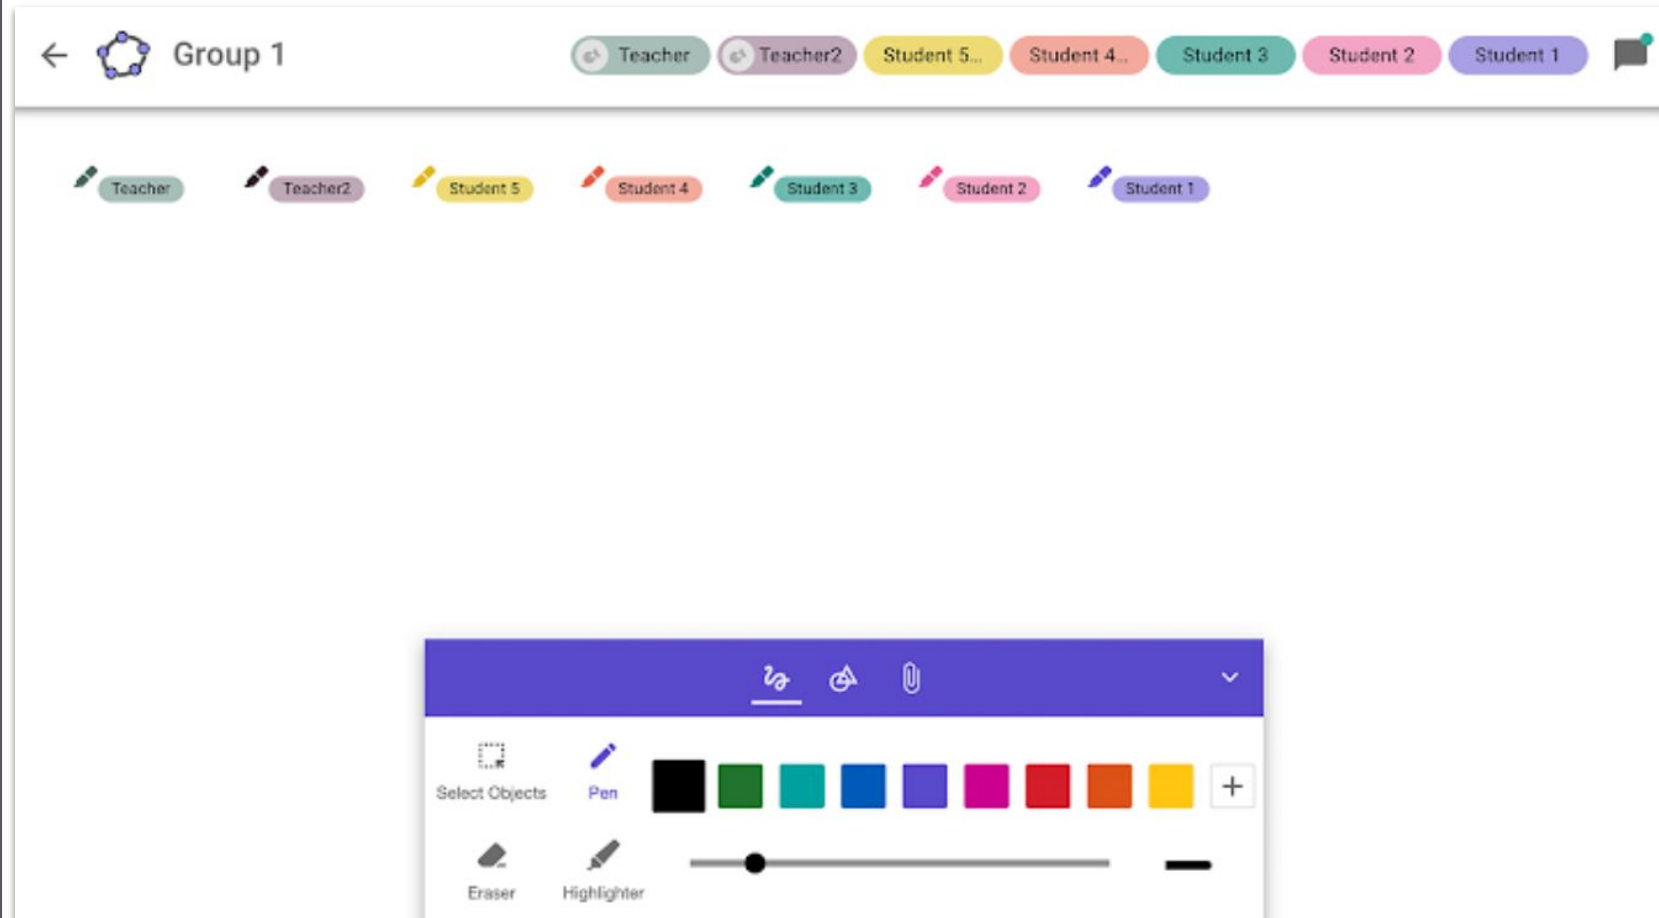 Group 1
Teacher Teacher2 Student 5... Student 4... Student 3 Student 2 Student 1
Teacher Teacher2 Student 5 Student 4 Student 3 Student 2 Student 1
Select Objects Pen
Eraser Highlighter